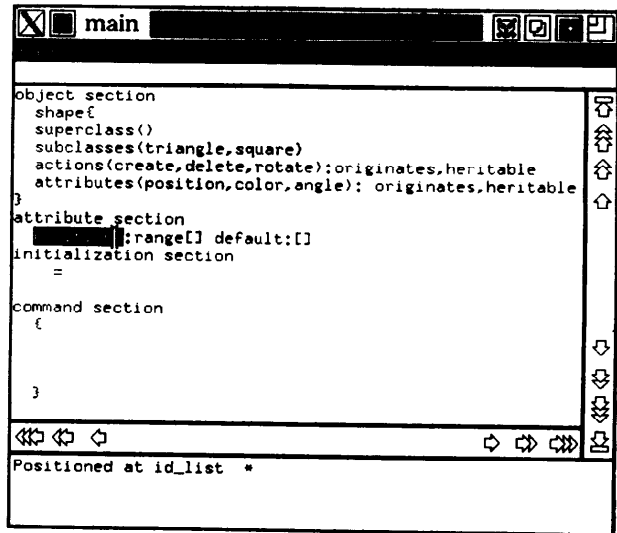 main
object section
shape{
superclass()
subclasses(triangle,square)
actions(create,delete,rotate):originates,heritable
attributes(position,color,angle): originates,heritable
}
attribute section
:range[] default:[]
initialization section
=
command section
{
}
Positioned at id_list *